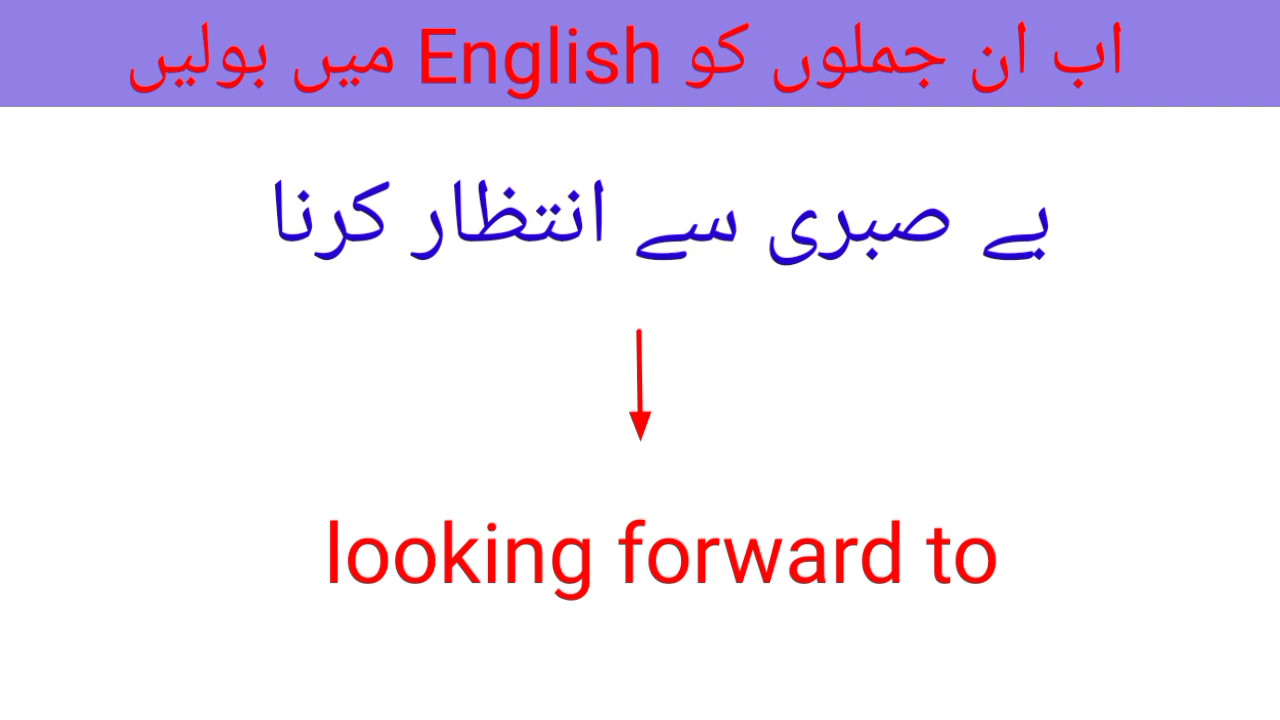 اب ان جملوں کو English میں بولیں
بے صبری سے انتظار کرنا
looking forward to